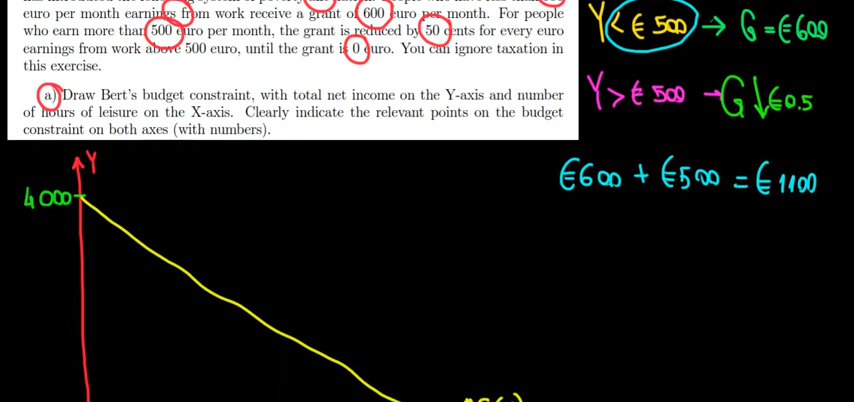 euro per month earnings from work receive a grant of 600 euro per month. For people
who earn more than 500 euro per month, the grant is reduced by 50 cents for every euro
earnings from work above 500 euro, until the grant is 0 euro. You can ignore taxation in
this exercise.
a) Draw Bert's budget constraint, with total net income on the Y-axis and number
of hours of leisure on the X-axis. Clearly indicate the relevant points on the budget
constraint on both axes (with numbers).
Y < € 500 → G = €600
Y > € 500 → G ↓ €0.5
€600 + €500 = €1100
Y
4000